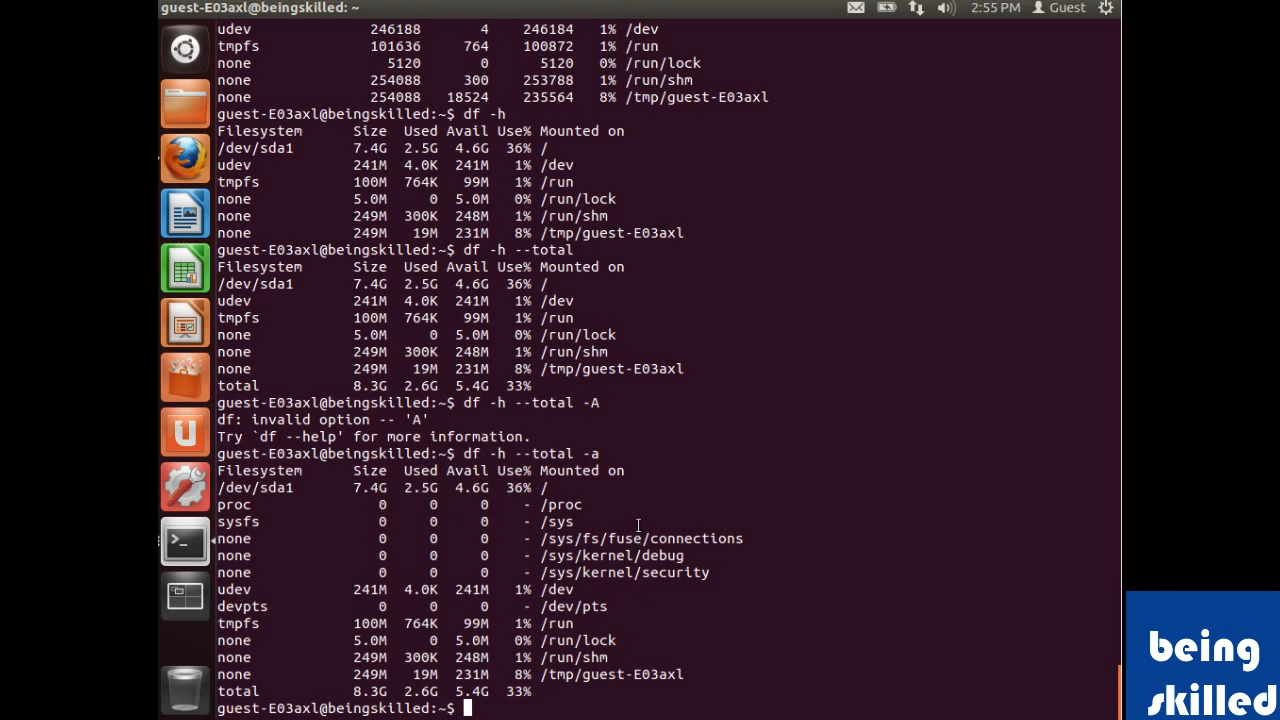 guest-E03axl@beingskilled: ~ 2:55 PM Guest
udev 246188 4 246184 1% /dev
tmpfs 101636 764 100872 1% /run
none 5120 0 5120 0% /run/lock
none 254088 300 253788 1% /run/shm
none 254088 18524 235564 8% /tmp/guest-E03axl
guest-E03axl@beingskilled:~$ df -h
Filesystem Size Used Avail Use% Mounted on
/dev/sda1 7.4G 2.5G 4.6G 36% /
udev 241M 4.0K 241M 1% /dev
tmpfs 100M 764K 99M 1% /run
none 5.0M 0 5.0M 0% /run/lock
none 249M 300K 248M 1% /run/shm
none 249M 19M 231M 8% /tmp/guest-E03axl
guest-E03axl@beingskilled:~$ df -h --total
Filesystem Size Used Avail Use% Mounted on
/dev/sda1 7.4G 2.5G 4.6G 36% /
udev 241M 4.0K 241M 1% /dev
tmpfs 100M 764K 99M 1% /run
none 5.0M 0 5.0M 0% /run/lock
none 249M 300K 248M 1% /run/shm
none 249M 19M 231M 8% /tmp/guest-E03axl
total 8.3G 2.6G 5.4G 33%
guest-E03axl@beingskilled:~$ df -h --total -A
df: invalid option -- 'A'
Try `df --help' for more information.
guest-E03axl@beingskilled:~$ df -h --total -a
Filesystem Size Used Avail Use% Mounted on
/dev/sda1 7.4G 2.5G 4.6G 36% /
proc 0 0 0 - /proc
sysfs 0 0 0 - /sys
none 0 0 0 - /sys/fs/fuse/connections
none 0 0 0 - /sys/kernel/debug
none 0 0 0 - /sys/kernel/security
udev 241M 4.0K 241M 1% /dev
devpts 0 0 0 - /dev/pts
tmpfs 100M 764K 99M 1% /run
none 5.0M 0 5.0M 0% /run/lock
none 249M 300K 248M 1% /run/shm
none 249M 19M 231M 8% /tmp/guest-E03axl
total 8.3G 2.6G 5.4G 33%
guest-E03axl@beingskilled:~$
being
skilled